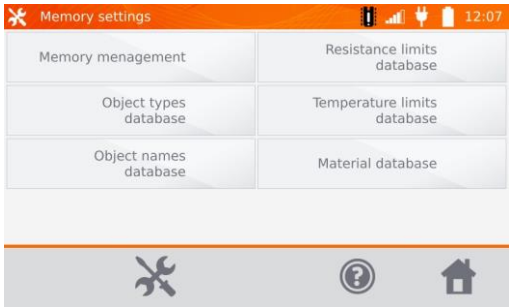 Memory settings
12:07
Memory menagement
Resistance limits
database
Object types
database
Temperature limits
database
Object names
database
Material database
?